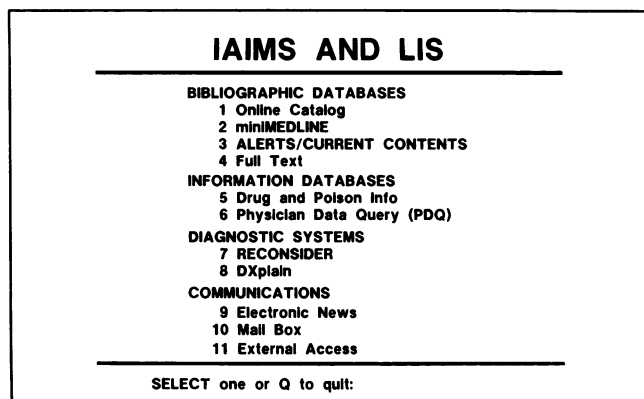 IAIMS AND LIS
BIBLIOGRAPHIC DATABASES
1 Online Catalog
2 miniMEDLINE
3 ALERTS/CURRENT CONTENTS
4 Full Text
INFORMATION DATABASES
5 Drug and Poison Info
6 Physician Data Query (PDQ)
DIAGNOSTIC SYSTEMS
7 RECONSIDER
8 DXplain
COMMUNICATIONS
9 Electronic News
10 Mail Box
11 External Access
SELECT one or Q to quit: